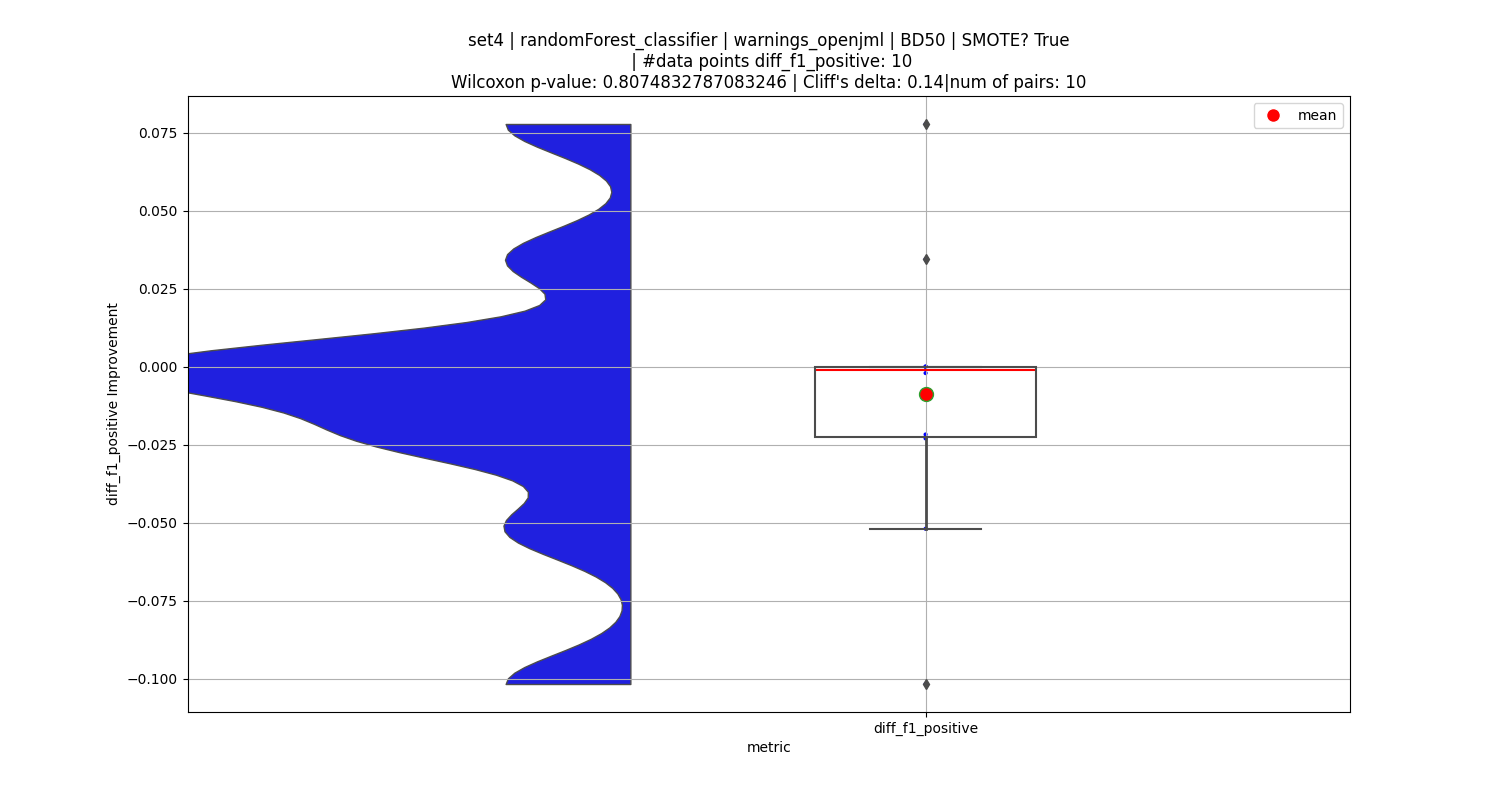 set4 | randomForest_classifier | warnings_openjml | BD50 | SMOTE? True
| #data points diff_f1_positive: 10
Wilcoxon p-value: 0.8074832787083246 | Cliff's delta: 0.14|num of pairs: 10
mean
0.075
0.050
0.025
0.000
−0.025
−0.050
−0.075
−0.100
diff_f1_positive Improvement
diff_f1_positive
metric